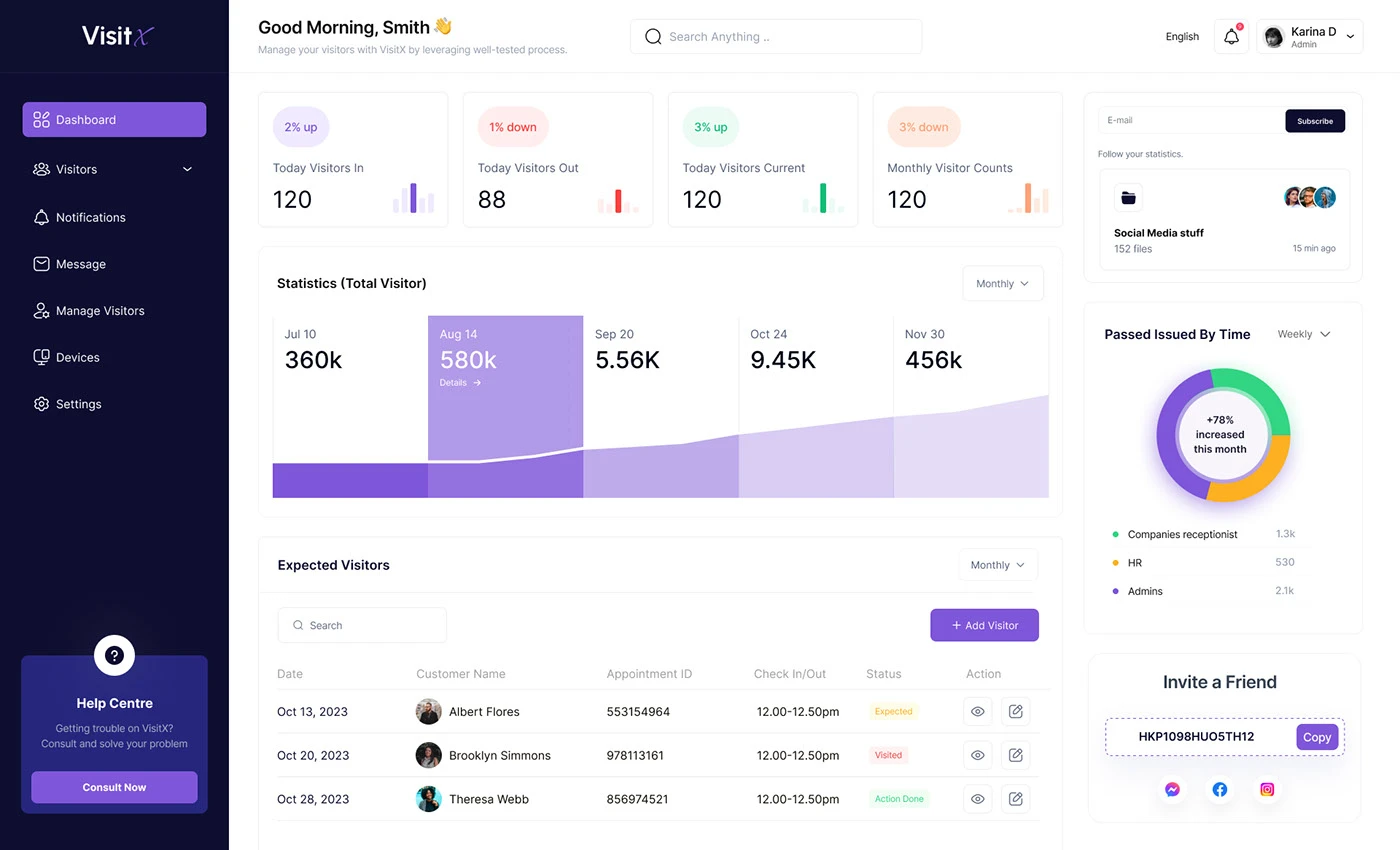 VisitX
Dashboard
Visitors
Notifications
Message
Manage Visitors
Devices
Settings
?
Help Centre
Getting trouble on VisitX?
Consult and solve your problem
Consult Now
Good Morning, Smith 👋
Manage your visitors with VisitX by leveraging well-tested process.
Search Anything ..
English
Karina D
Admin
2% up
Today Visitors In
120
1% down
Today Visitors Out
88
3% up
Today Visitors Current
120
3% down
Monthly Visitor Counts
120
Statistics (Total Visitor)
Monthly
Jul 10
360k
Aug 14
580k
Details →
Sep 20
5.56K
Oct 24
9.45K
Nov 30
456k
Expected Visitors
Monthly
Search
+ Add Visitor
Date Customer Name Appointment ID Check In/Out Status Action
Oct 13, 2023 Albert Flores 553154964 12.00-12.50pm Expected
Oct 20, 2023 Brooklyn Simmons 978113161 12.00-12.50pm Visited
Oct 28, 2023 Theresa Webb 856974521 12.00-12.50pm Action Done
E-mail
Subscribe
Follow your statistics.
Social Media stuff
152 files
15 min ago
Passed Issued By Time
Weekly
+78%
increased
this month
Companies receptionist 1.3k
HR 530
Admins 2.1k
Invite a Friend
HKP1098HUO5TH12
Copy